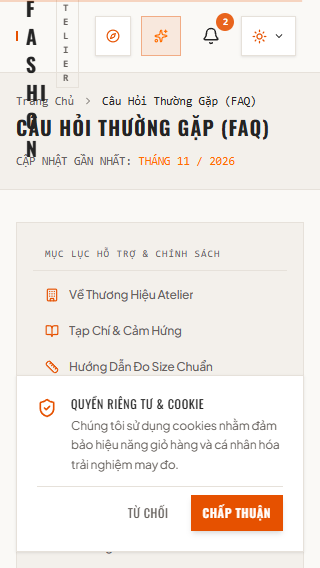 FASHION
TELIER
2
Trang Chủ > Câu Hỏi Thường Gặp (FAQ)
CÂU HỎI THƯỜNG GẶP (FAQ)
CẬP NHẬT GẦN NHẤT: THÁNG 11 / 2026
MỤC LỤC HỖ TRỢ & CHÍNH SÁCH
Về Thương Hiệu Atelier
Tạp Chí & Cảm Hứng
Hướng Dẫn Đo Size Chuẩn
QUYỀN RIÊNG TƯ & COOKIE
Chúng tôi sử dụng cookies nhằm đảm
bảo hiệu năng giỏ hàng và cá nhân hóa
trải nghiệm may đo.
TỪ CHỐI
CHẤP THUẬN